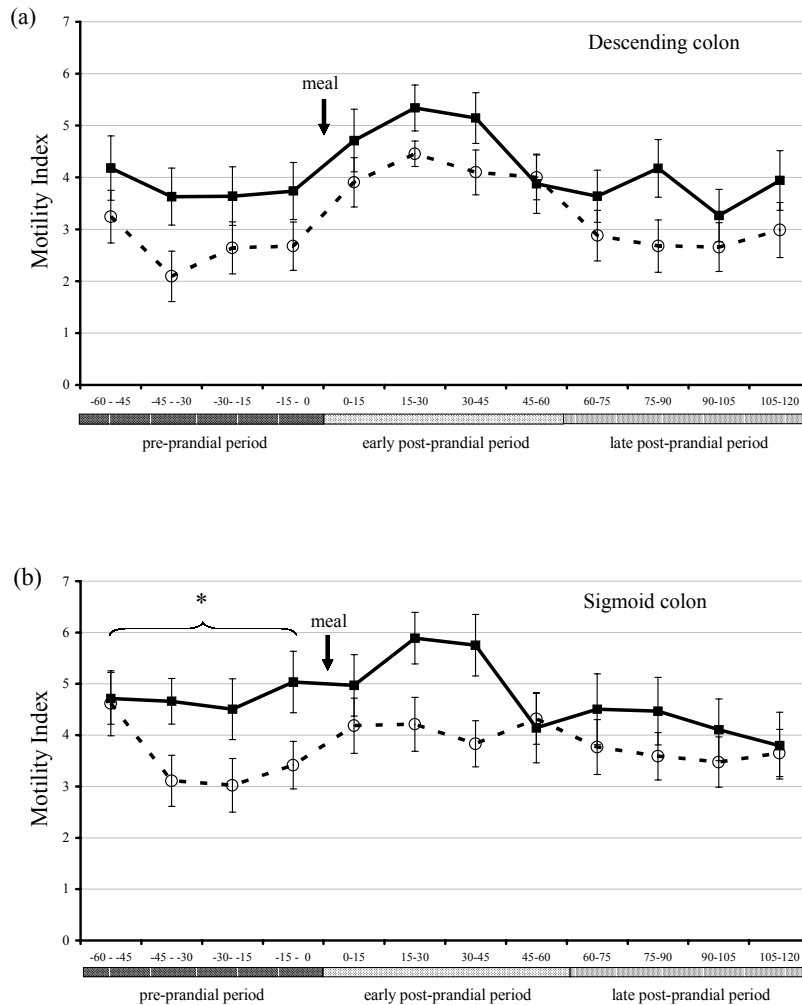 (a)
Descending colon
meal
Motility Index
7
6
5
4
3
2
1
0
-60 - -45 -45 - -30 -30- -15 -15 - 0 0-15 15-30 30-45 45-60 60-75 75-90 90-105 105-120
pre-prandial period early post-prandial period late post-prandial period
(b)
Sigmoid colon
*
meal
Motility Index
7
6
5
4
3
2
1
0
-60 - -45 -45 - -30 -30- -15 -15 - 0 0-15 15-30 30-45 45-60 60-75 75-90 90-105 105-120
pre-prandial period early post-prandial period late post-prandial period